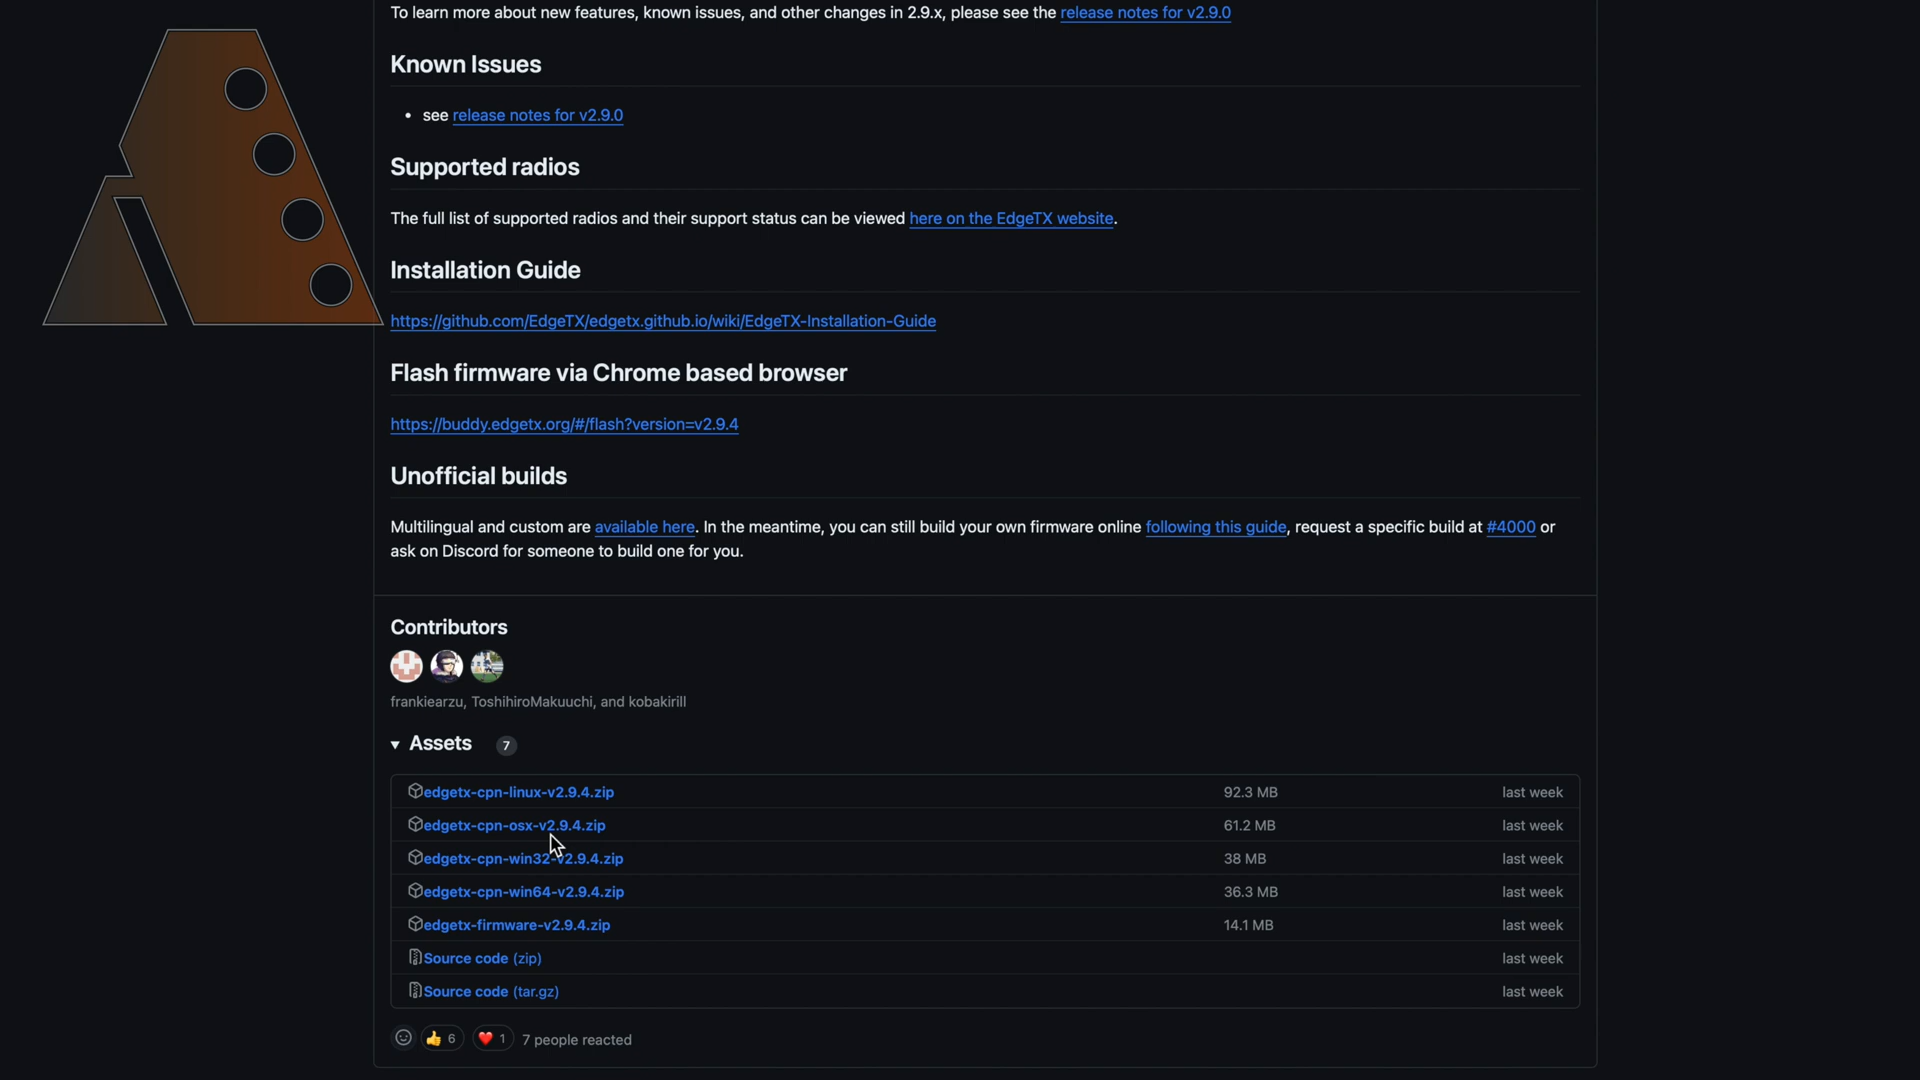 To learn more about new features, known issues, and other changes in 2.9.x, please see the release notes for v2.9.0
Known Issues
• see release notes for v2.9.0
Supported radios
The full list of supported radios and their support status can be viewed here on the EdgeTX website.
Installation Guide
https://github.com/EdgeTX/edgetx.github.io/wiki/EdgeTX-Installation-Guide
Flash firmware via Chrome based browser
https://buddy.edgetx.org/#/flash?version=v2.9.4
Unofficial builds
Multilingual and custom are available here. In the meantime, you can still build your own firmware online following this guide, request a specific build at #4000 or
ask on Discord for someone to build one for you.
Contributors
frankiearzu, ToshihiroMakuuchi, and kobakirill
Assets 7
edgetx-cpn-linux-v2.9.4.zip 92.3 MB last week
edgetx-cpn-osx-v2.9.4.zip 61.2 MB last week
edgetx-cpn-win32-v2.9.4.zip 38 MB last week
edgetx-cpn-win64-v2.9.4.zip 36.3 MB last week
edgetx-firmware-v2.9.4.zip 14.1 MB last week
Source code (zip) last week
Source code (tar.gz) last week
👍 6 ❤️ 1 7 people reacted